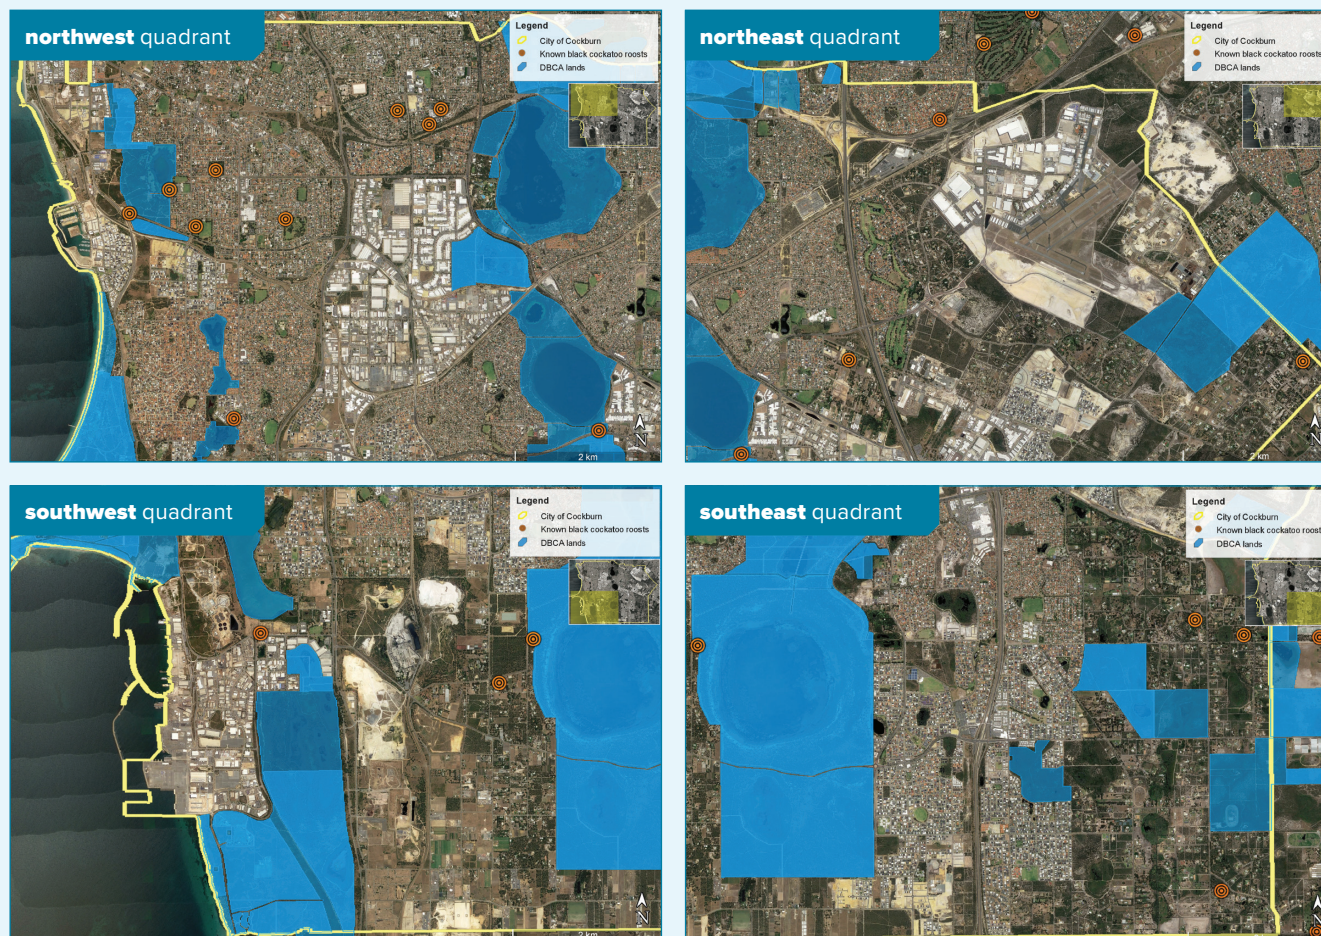 northwest quadrant
Legend
City of Cockburn
Known black cockatoo roosts
DBCA lands
N
2 km
northeast quadrant
Legend
City of Cockburn
Known black cockatoo roosts
DBCA lands
N
2 km
southwest quadrant
Legend
City of Cockburn
Known black cockatoo roosts
DBCA lands
N
2 km
southeast quadrant
Legend
City of Cockburn
Known black cockatoo roost
DBCA lands
N